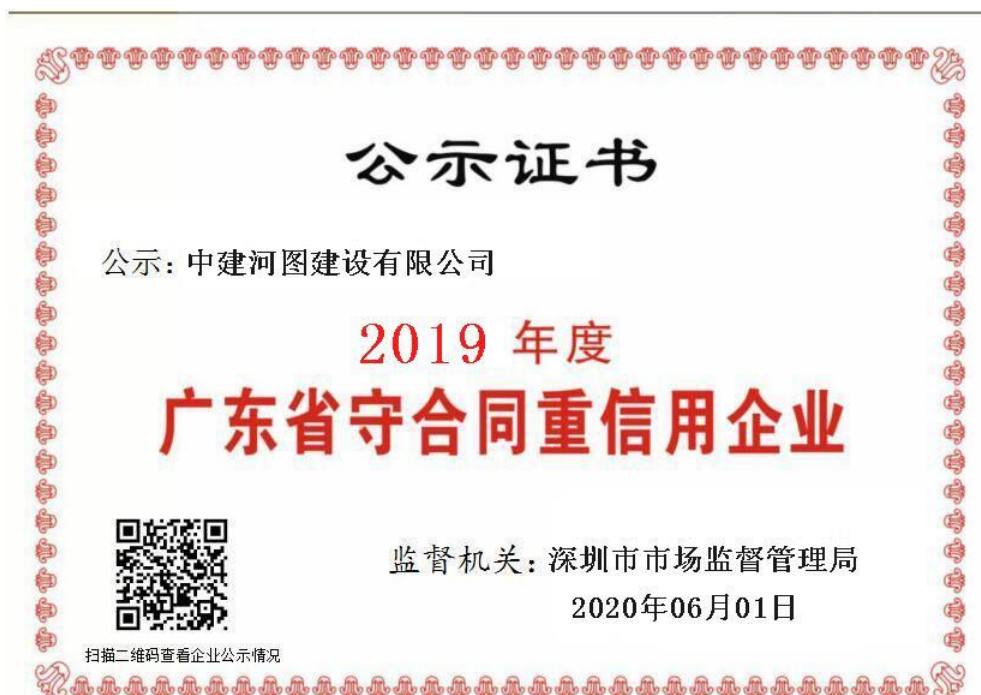 公示证书
公示：中建河图建设有限公司
2019 年度
广东省守合同重信用企业
监督机关：深圳市市场监督管理局
2020年06月01日
扫描二维码查看企业公示情况